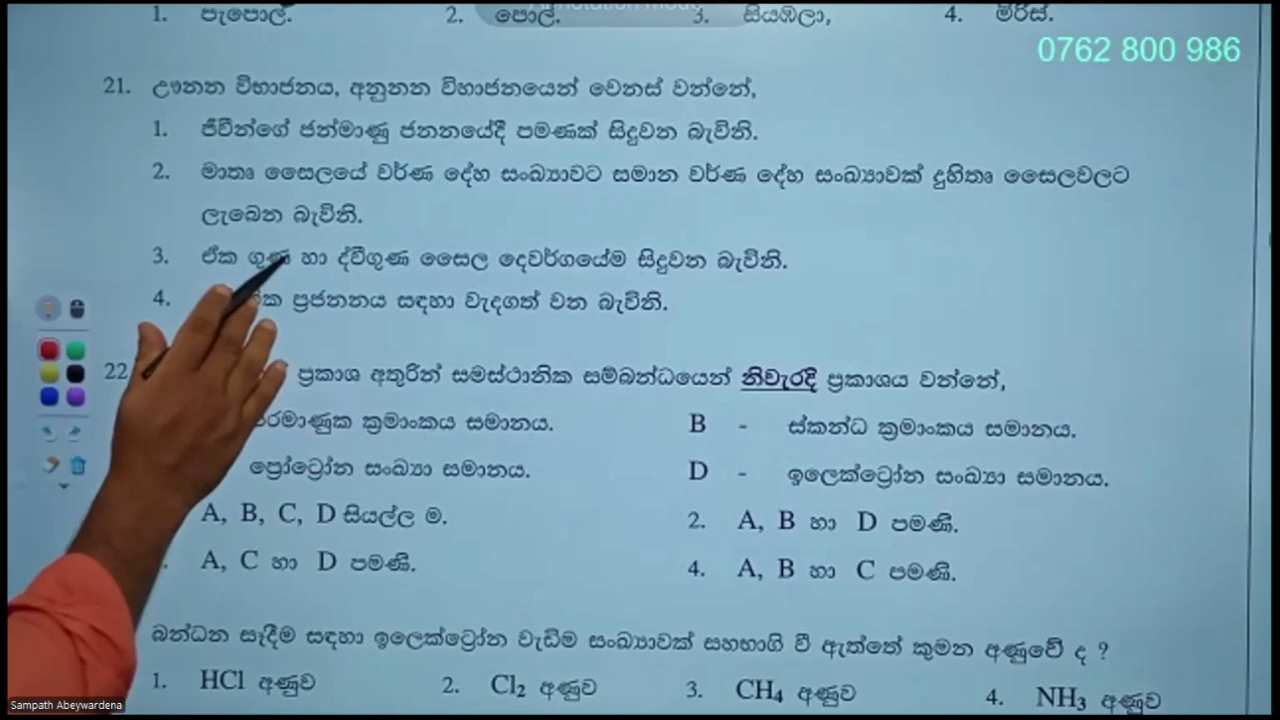 1. පැපොල්. 2. පොල්. 3. සියඹලා, 4. මිරිස්.
0762 800 986
21. ඌනන විභාජනය, අනුනන විභාජනයෙන් වෙනස් වන්නේ,
1. ජීවීන්ගේ ජන්මාණු ජනනයේදී පමණක් සිදුවන බැවිනි.
2. මාතෘ සෛලයේ වර්ණ දේහ සංඛ්‍යාවට සමාන වර්ණ දේහ සංඛ්‍යාවක් දුහිතෘ සෛලවලට
ලැබෙන බැවිනි.
3. ඒක ගුණ හා ද්වීගුණ සෛල දෙවර්ගයේම සිදුවන බැවිනි.
4. ප්‍රජනනය සඳහා වැදගත් වන බැවිනි.
22 ප්‍රකාශ අතුරින් සමස්ථානික සම්බන්ධයෙන් නිවැරදි ප්‍රකාශය වන්නේ,
ක්‍රමාංකය සමානය. B - ස්කන්ධ ක්‍රමාංකය සමානය.
ප්‍රෝට්‍රෝන සංඛ්‍යා සමානය. D - ඉලෙක්ට්‍රෝන සංඛ්‍යා සමානය.
A, B, C, D සියල්ල ම. 2. A, B හා D පමණි.
A, C හා D පමණි. 4. A, B හා C පමණි.
බන්ධන සෑදීම සඳහා ඉලෙක්ට්‍රෝන වැඩිම සංඛ්‍යාවක් සහභාගි වී ඇත්තේ කුමන අණුවේ ද ?
1. HCl අණුව 2. Cl₂ අණුව 3. CH₄ අණුව 4. NH₃ අණුව
Sampath Abeywardena